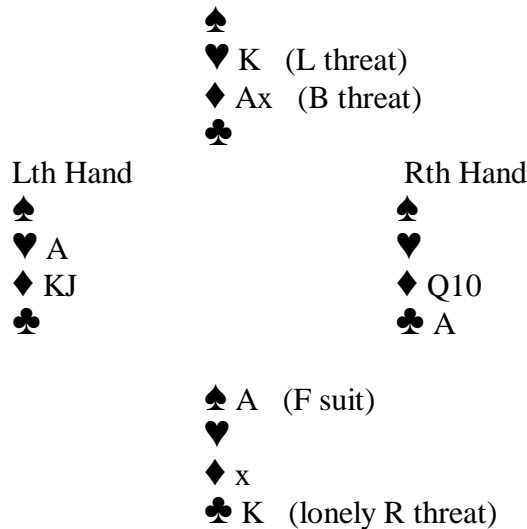 ♠
♥ K (L threat)
♦ Ax (B threat)
♣
Lth Hand Rth Hand
♠ ♠
♥ A ♥
♦ KJ ♦ Q10
♣ ♣ A
♠ A (F suit)
♥
♦ x
♣ K (lonely R threat)